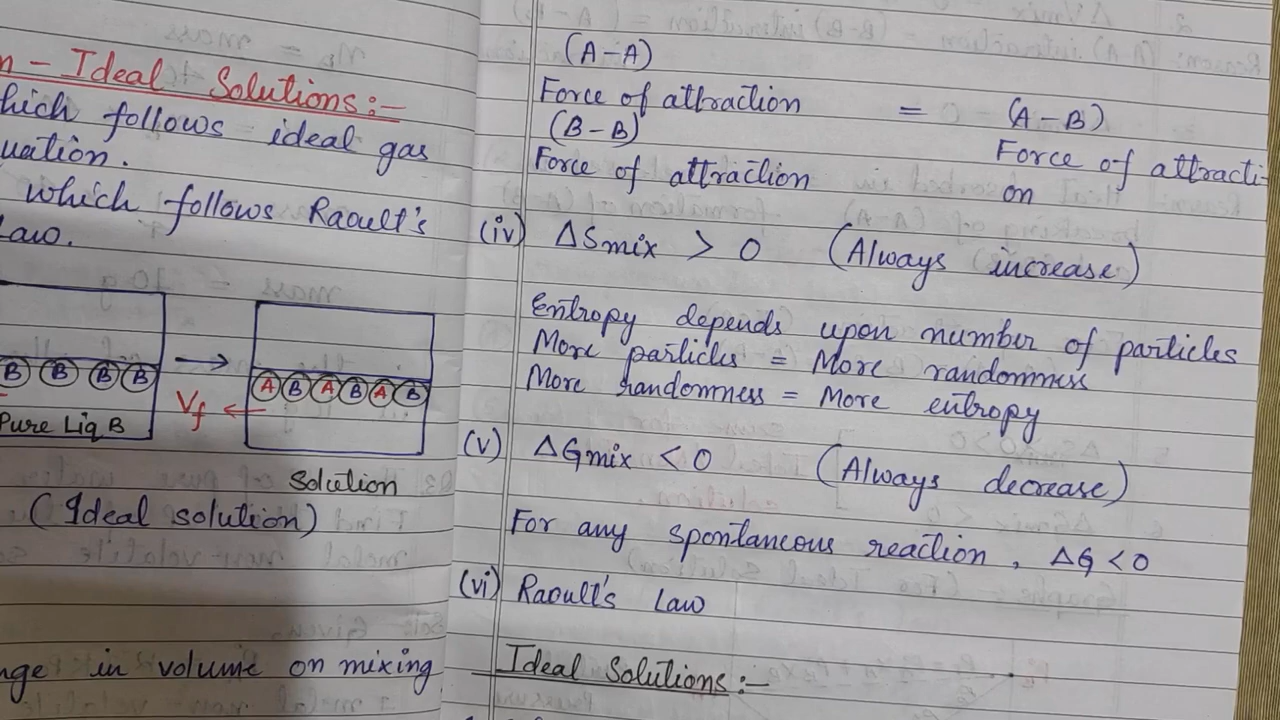 n - Ideal Solutions:-
hich follows ideal gas
uation.
which follows Raoult's
Law.
B B B B
Pure Liq B
Vf
A B A B A B
Solution
(Ideal solution)
nge in volume on mixing
(A-A)
Force of attraction = (A-B)
(B-B) Force of attracti-
Force of attraction on
(iv) ΔSmix > 0 (Always increase)
Entropy depends upon number of particles
More particles = More randomness
More randomness = More entropy
(v) ΔGmix < 0 (Always decrease)
For any spontaneous reaction, ΔG < 0
(vi) Raoult's Law
Ideal Solutions:-